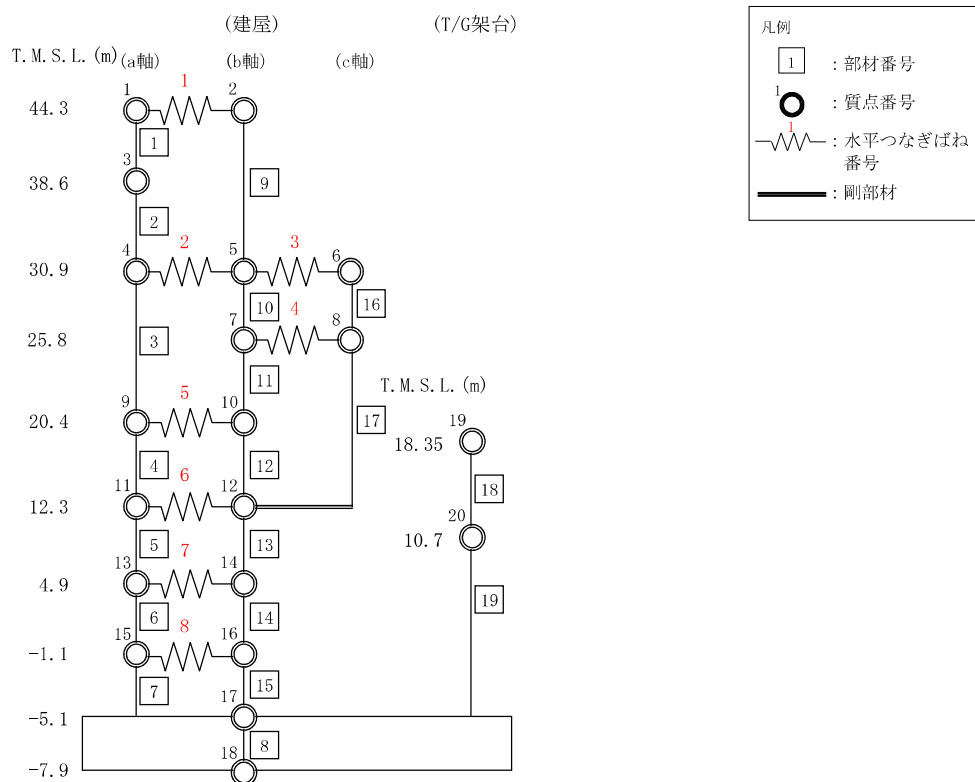 (建屋) (T/G架台)
T.M.S.L.(m) (a軸) (b軸) (c軸)
凡例
1 : 部材番号
1 : 質点番号
1 : 水平つなぎばね
番号
: 剛部材
44.3 1 1 2
1
38.6 3 9
2
30.9 4 2 5 3 6
10 16
25.8 3 7 4 8
11
T.M.S.L.(m)
20.4 9 5 10 17 19
18.35
4 12 18
12.3 11 6 12 20
10.7
5 13
4.9 13 7 14 19
6 14
-1.1 15 8 16
7 15
-5.1 17
8
-7.9 18